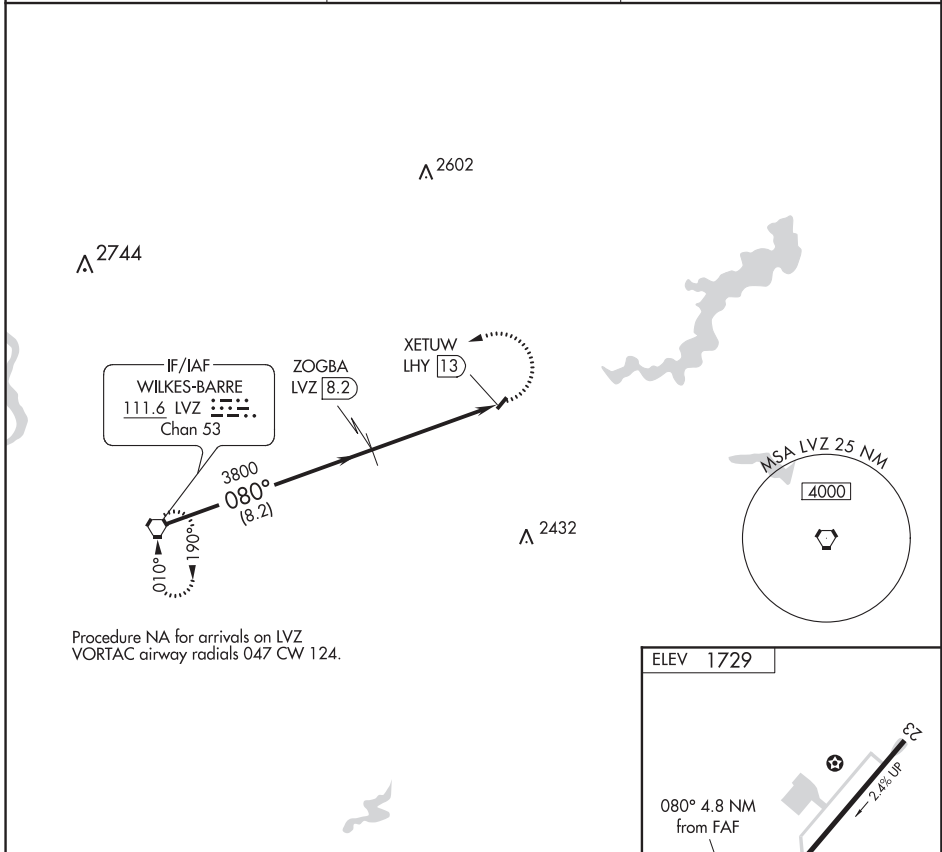 2602
2744
IF/IAF
WILKES-BARRE
111.6 LVZ
Chan 53
ZOGBA
LVZ 8.2
XETUW
LHY 13
3800
080°
(8.2)
010°
190°
2432
MSA LVZ 25 NM
4000
Procedure NA for arrivals on LVZ
VORTAC airway radials 047 CW 124.
ELEV 1729
23
2.4% UP
080° 4.8 NM
from FAF